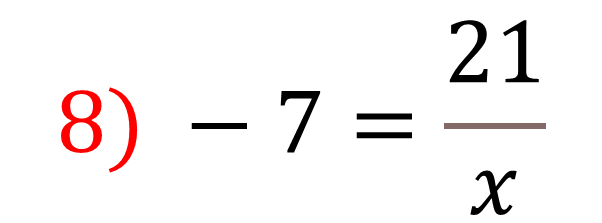 8) − 7 = 21/x